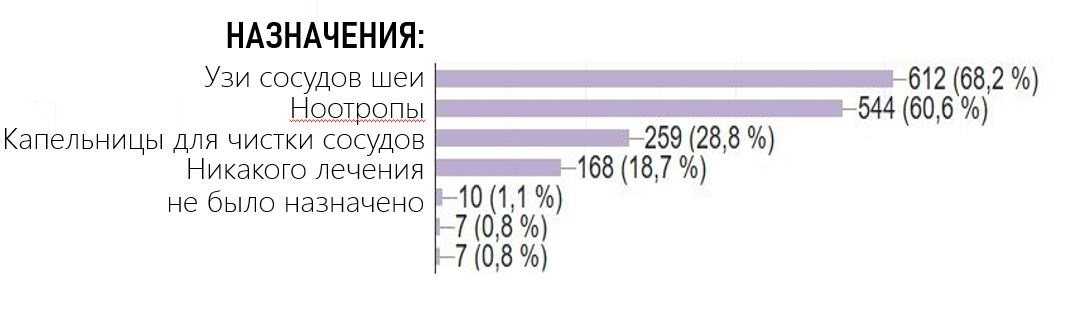 НАЗНАЧЕНИЯ:
Узи сосудов шеи 612 (68,2 %)
Ноотропы 544 (60,6 %)
Капельницы для чистки сосудов 259 (28,8 %)
Никакого лечения 168 (18,7 %)
не было назначено 10 (1,1 %)
7 (0,8 %)
7 (0,8 %)